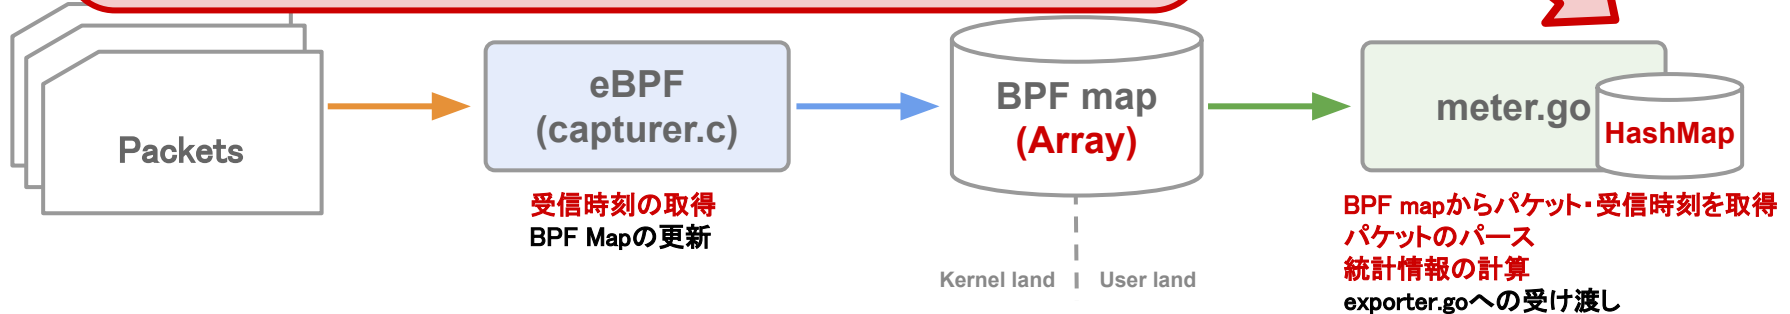 Packets
eBPF
(capturer.c)
受信時刻の取得
BPF Mapの更新
BPF map
(Array)
Kernel land
User land
meter.go
HashMap
BPF mapからパケット・受信時刻を取得
パケットのパース
統計情報の計算
exporter.goへの受け渡し